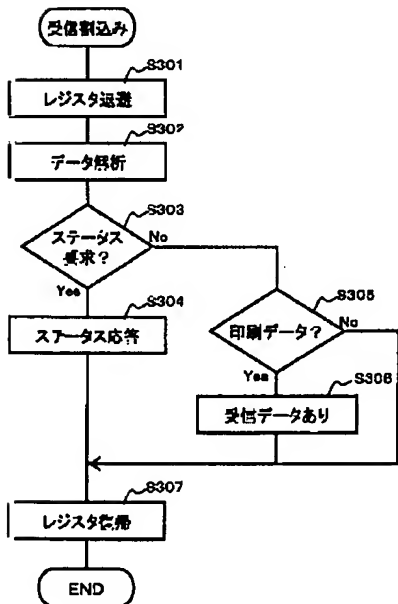 受信割込み
S301
レジスタ退避
S302
データ解析
S303
ステータス
要求?
No
Yes
S304
ステータス応答
S305
印刷データ?
No
Yes
S306
受信データあり
S307
レジスタ復帰
END